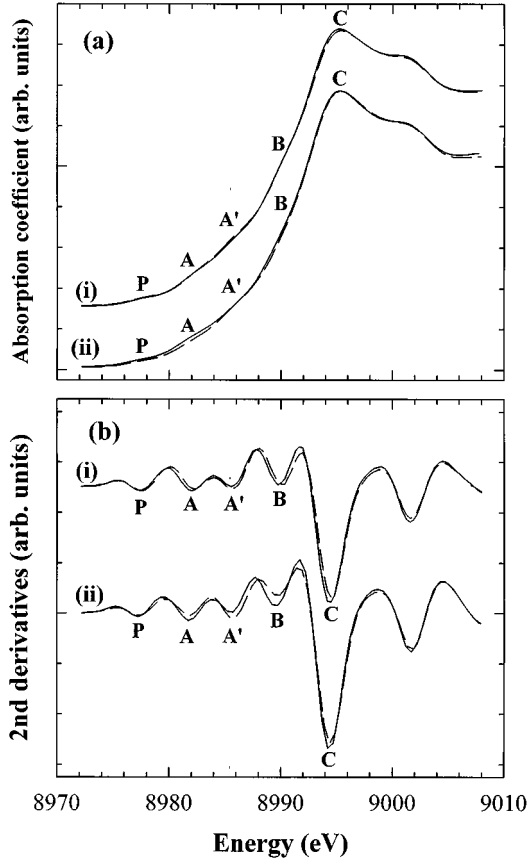 (a)
C
C
B
B
A'
A
A'
P
A
P
(i)
(ii)
Absorption coefficient (arb. units)
(b)
(i)
P
A
A'
B
C
(ii)
P
A
A'
B
C
2nd derivatives (arb. units)
8970
8980
8990
9000
9010
Energy (eV)